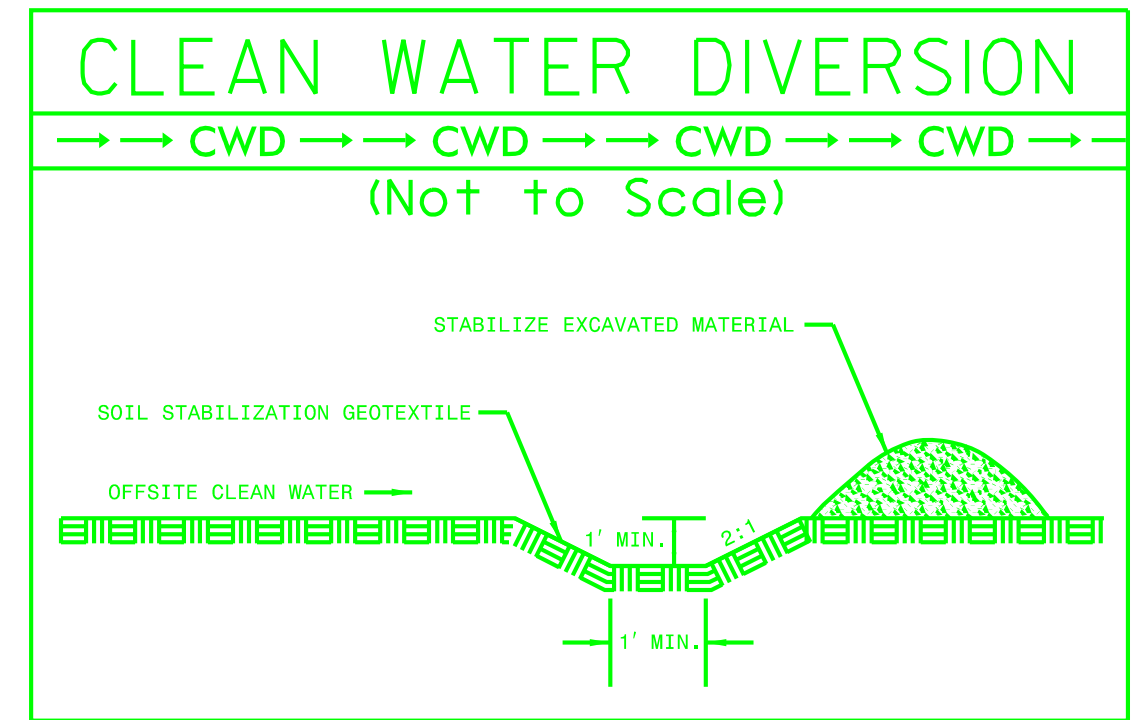 CLEAN WATER DIVERSION
CWD CWD CWD CWD
(Not to Scale)
STABILIZE EXCAVATED MATERIAL
SOIL STABILIZATION GEOTEXTILE
OFFSITE CLEAN WATER
1' MIN.
2:1
1' MIN.